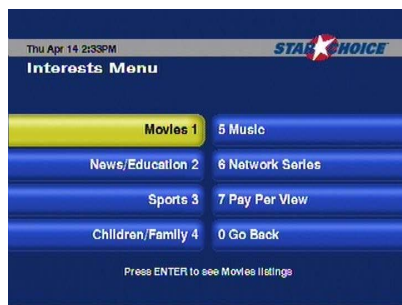 Thu Apr 14 2:33PM
STAR CHOICE
Interests Menu
Movies 1
5 Music
News/Education 2
6 Network Series
Sports 3
7 Pay Per View
Children/Family 4
0 Go Back
Press ENTER to see Movies listings